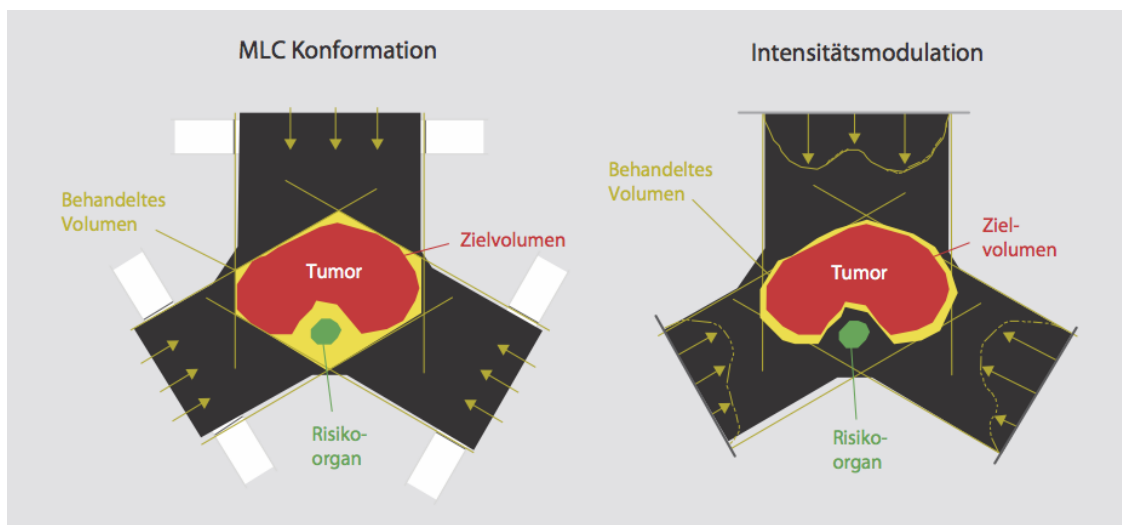 MLC Konformation
Intensitätsmodulation
Behandeltes
Volumen
Zielvolumen
Tumor
Risiko-
organ
Behandeltes
Volumen
Ziel-
volumen
Tumor
Risiko-
organ